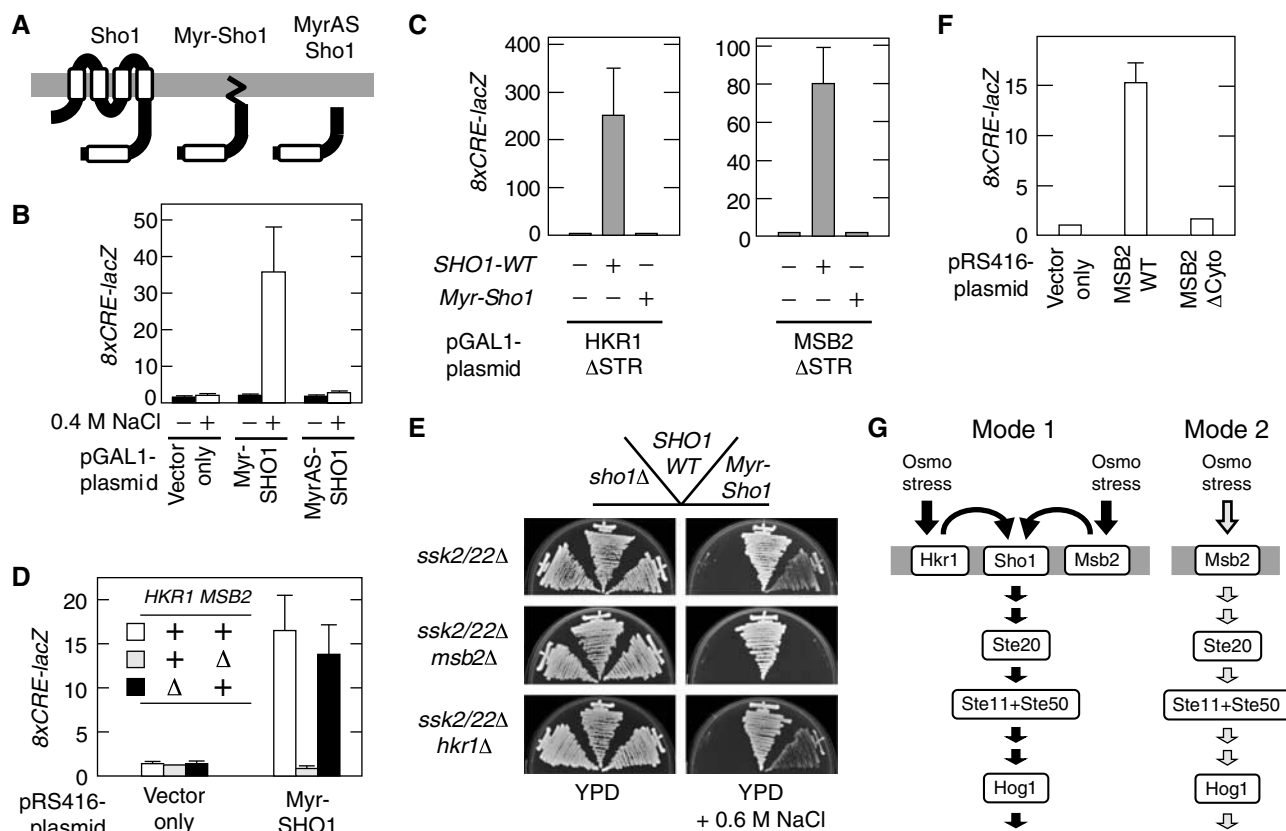 A
Sho1
Myr-Sho1
MyrAS
Sho1
B
8xCRE-lacZ
50
40
30
20
10
0
0.4 M NaCl
− + − + − +
pGAL1-
plasmid
Vector
only
Myr-
SHO1
MyrAS-
SHO1
C
8xCRE-lacZ
400
300
200
100
0
8xCRE-lacZ
100
80
60
40
20
0
SHO1-WT − + − − + −
Myr-Sho1 − − + − − +
pGAL1-
plasmid
HKR1
ΔSTR
MSB2
ΔSTR
D
8xCRE-lacZ
20
15
10
5
0
HKR1 MSB2
+ +
+ Δ
Δ +
pRS416-
plasmid
Vector
only
Myr-
SHO1
E
sho1Δ
SHO1
WT
Myr-
Sho1
ssk2/22Δ
ssk2/22Δ
msb2Δ
ssk2/22Δ
hkr1Δ
YPD
YPD
+ 0.6 M NaCl
F
8xCRE-lacZ
15
10
5
0
pRS416-
plasmid
Vector
only
MSB2
WT
MSB2
ΔCyto
G
Mode 1
Osmo
stress
Osmo
stress
Hkr1
Sho1
Msb2
Ste20
Ste11+Ste50
Hog1
Mode 2
Osmo
stress
Msb2
Ste20
Ste11+Ste50
Hog1